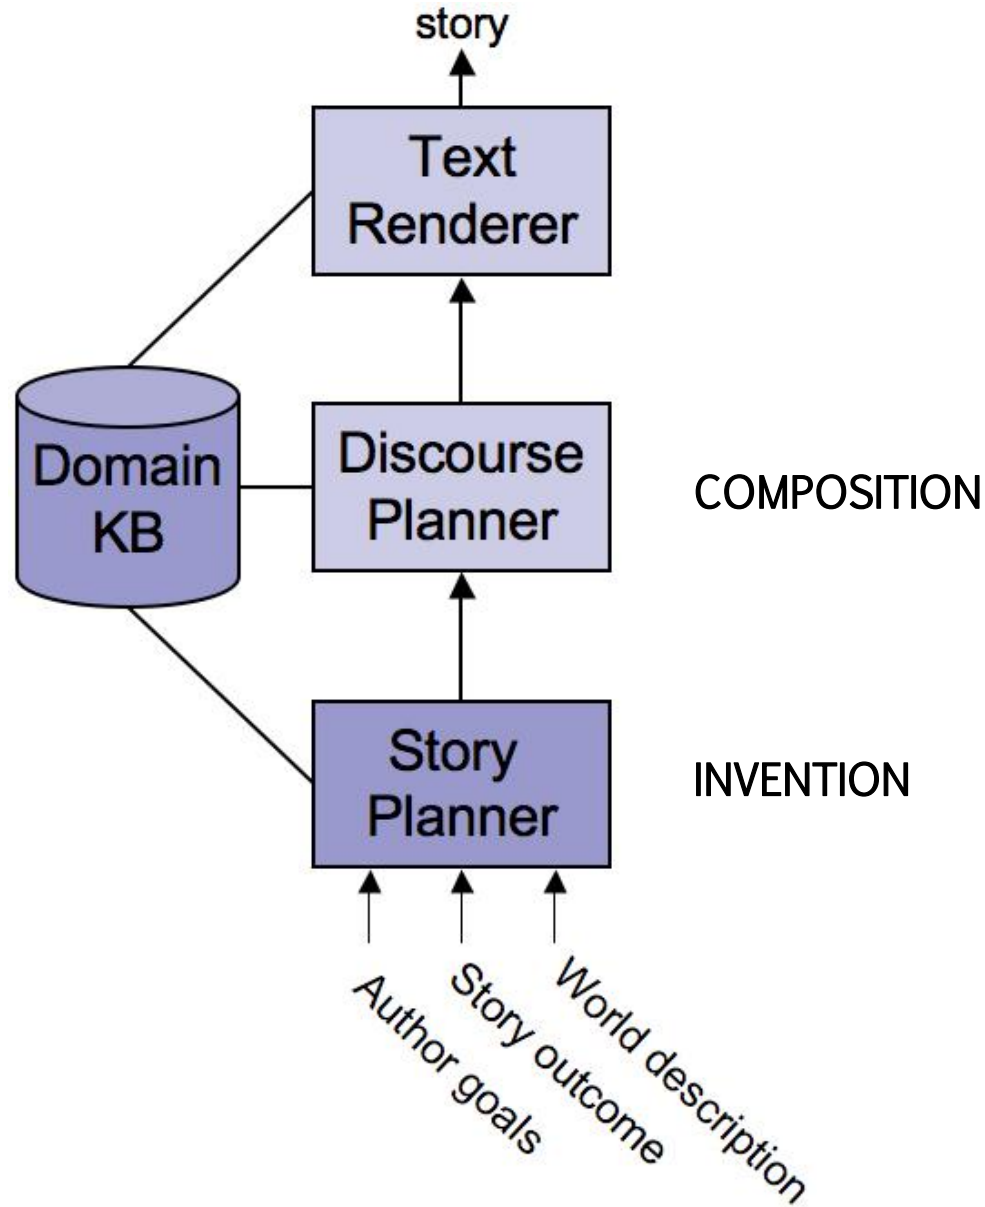 story
Text
Renderer
Domain
KB
Discourse
Planner
COMPOSITION
Story
Planner
INVENTION
Author goals
Story outcome
World description